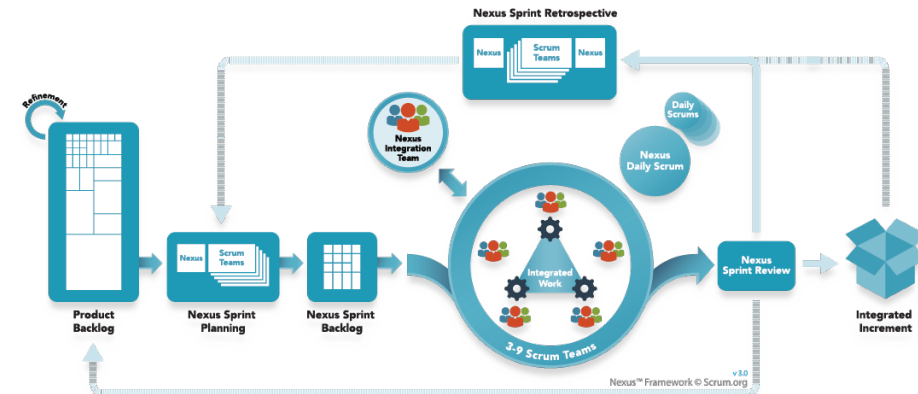 Nexus Sprint Retrospective
Nexus
Scrum
Teams
Nexus
Refinement
Nexus
Integration
Team
Daily
Scrums
Nexus
Daily Scrum
Nexus
Scrum
Teams
Integrated
Work
Nexus
Sprint Review
Product
Backlog
Nexus Sprint
Planning
Nexus Sprint
Backlog
3-9 Scrum Teams
Integrated
Increment
v 3.0
Nexus™ Framework © Scrum.org